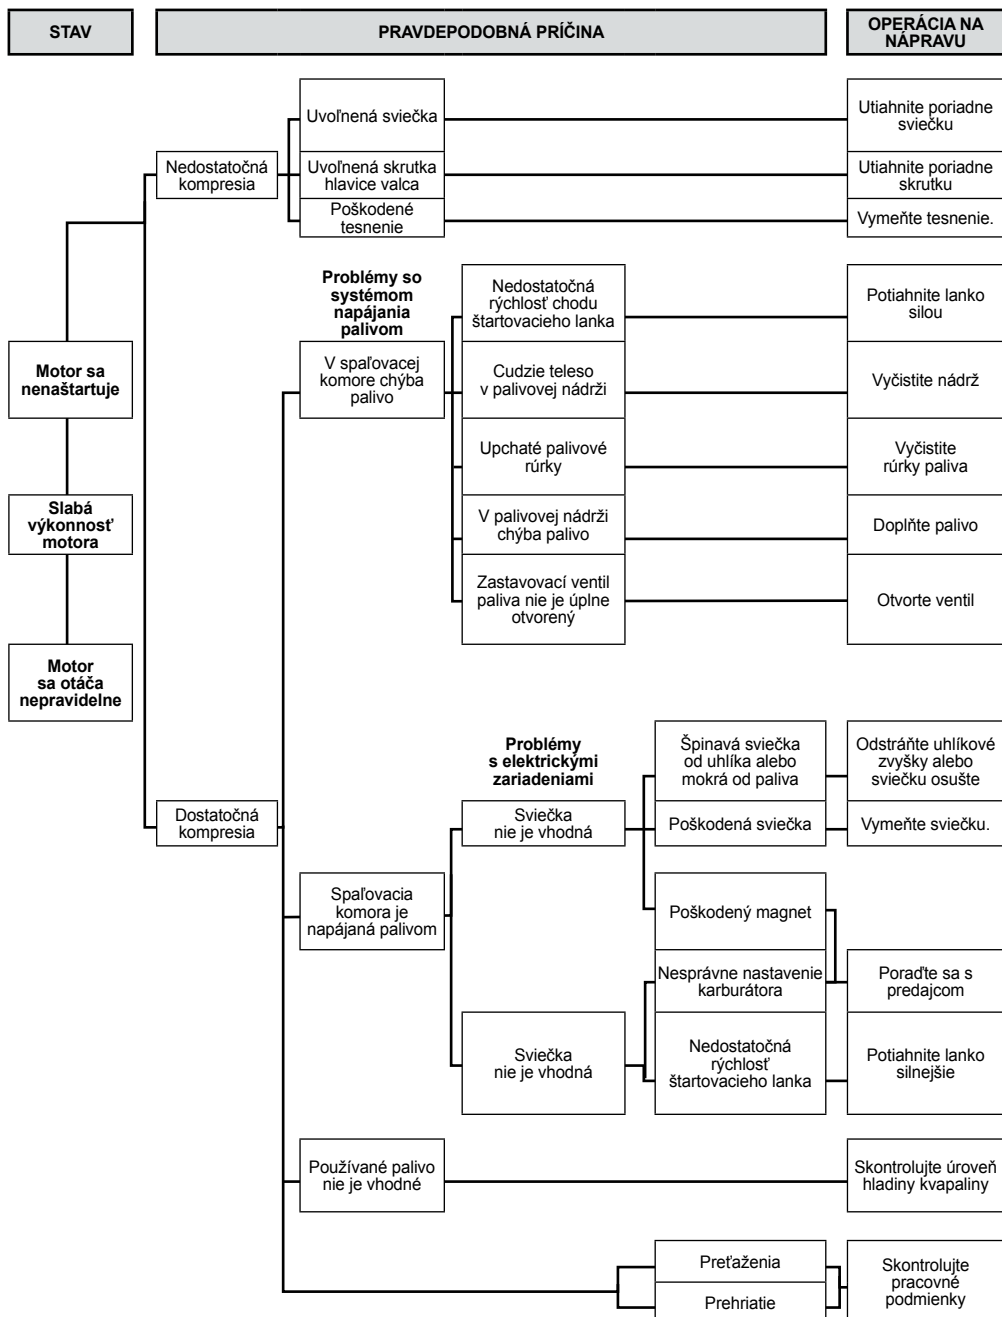 STAV
PRAVDEPODOBNÁ PRÍČINA
OPERÁCIA NA
NÁPRAVU
Uvoľnená sviečka
Utiahnite poriadne
sviečku
Nedostatočná
kompresia
Uvoľnená skrutka
hlavice valca
Utiahnite poriadne
skrutku
Poškodené
tesnenie
Vymeňte tesnenie.
Problémy so
systémom
napájania
palivom
Nedostatočná
rýchlosť chodu
štartovacieho lanka
Potiahnite lanko
silou
Motor sa
nenaštartuje
V spaľovacej
komore chýba
palivo
Cudzie teleso
v palivovej nádrži
Vyčistite nádrž
Upchaté palivové
rúrky
Vyčistite
rúrky paliva
Slabá
výkonnosť
motora
V palivovej nádrži
chýba palivo
Doplňte palivo
Zastavovací ventil
paliva nie je úplne
otvorený
Otvorte ventil
Motor
sa otáča
nepravidelne
Problémy
s elektrickými
zariadeniami
Špinavá sviečka
od uhlíka alebo
mokrá od paliva
Odstráňte uhlíkové
zvyšky alebo
sviečku osušte
Dostatočná
kompresia
Sviečka
nie je vhodná
Poškodená sviečka
Vymeňte sviečku.
Spaľovacia
komora je
napájaná palivom
Poškodený magnet
Nesprávne nastavenie
karburátora
Poraďte sa s
predajcom
Sviečka
nie je vhodná
Nedostatočná
rýchlosť
štartovacieho lanka
Potiahnite lanko
silnejšie
Používané palivo
nie je vhodné
Skontrolujte úroveň
hladiny kvapaliny
Preťaženia
Prehriatie
Skontrolujte
pracovné
podmienky